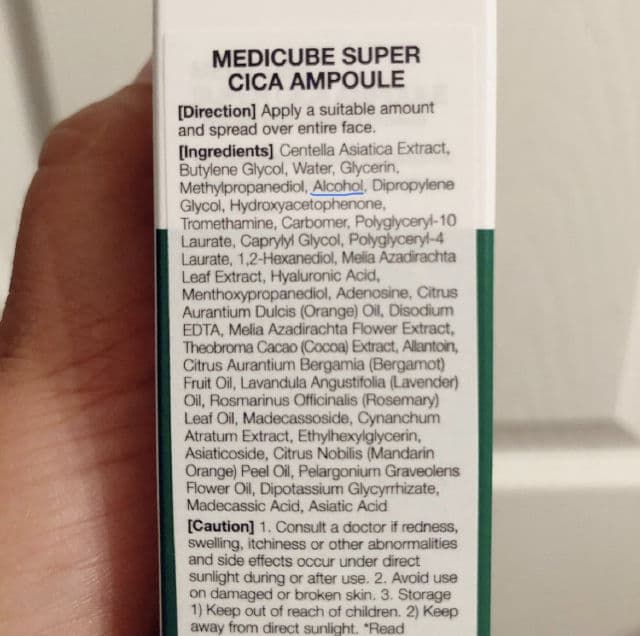 MEDICUBE SUPER
CICA AMPOULE
[Direction] Apply a suitable amount
and spread over entire face.
[Ingredients] Centella Asiatica Extract,
Butylene Glycol, Water, Glycerin,
Methylpropanediol, Alcohol, Dipropylene
Glycol, Hydroxyacetophenone,
Tromethamine, Carbomer, Polyglyceryl-10
Laurate, Caprylyl Glycol, Polyglyceryl-4
Laurate, 1,2-Hexanediol, Melia Azadirachta
Leaf Extract, Hyaluronic Acid,
Menthoxypropanediol, Adenosine, Citrus
Aurantium Dulcis (Orange) Oil, Disodium
EDTA, Melia Azadirachta Flower Extract,
Theobroma Cacao (Cocoa) Extract, Allantoin,
Citrus Aurantium Bergamia (Bergamot)
Fruit Oil, Lavandula Angustifolia (Lavender)
Oil, Rosmarinus Officinalis (Rosemary)
Leaf Oil, Madecassoside, Cynanchum
Atratum Extract, Ethylhexylglycerin,
Asiaticoside, Citrus Nobilis (Mandarin
Orange) Peel Oil, Pelargonium Graveolens
Flower Oil, Dipotassium Glycyrrhizate,
Madecassic Acid, Asiatic Acid
[Caution] 1. Consult a doctor if redness,
swelling, itchiness or other abnormalities
and side effects occur under direct
sunlight during or after use. 2. Avoid use
on damaged or broken skin. 3. Storage
1) Keep out of reach of children. 2) Keep
away from direct sunlight. *Read